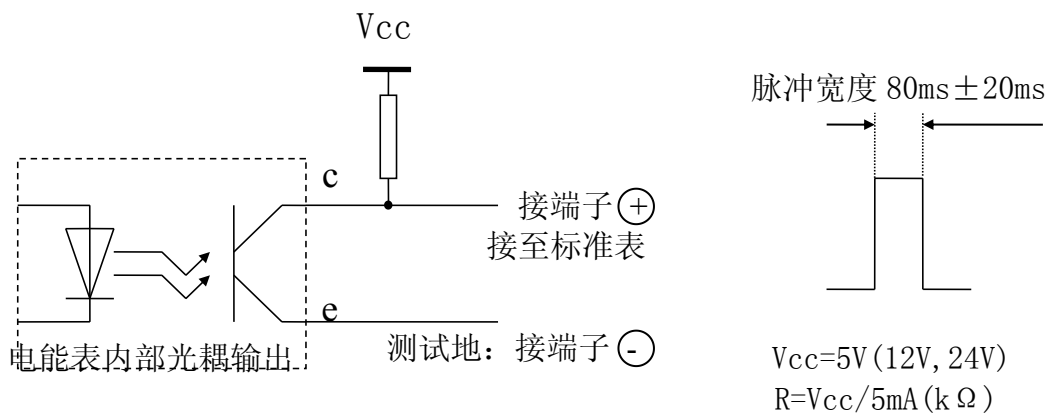 Vcc
脉冲宽度 80ms±20ms
c
接端子 +
接至标准表
e
电能表内部光耦输出
测试地：接端子 -
Vcc=5V(12V,24V)
R=Vcc/5mA(kΩ)